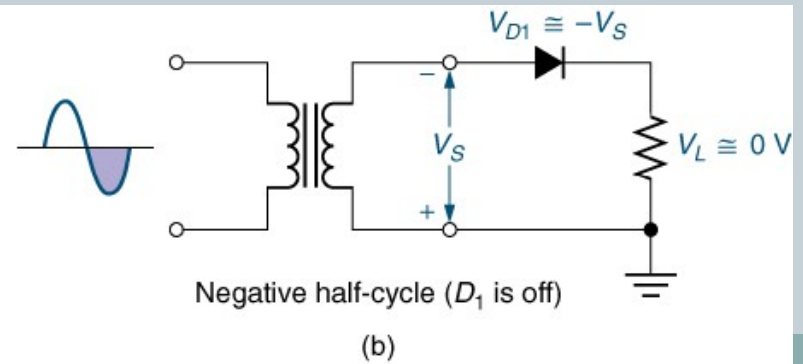 V_D1 ≅ −V_S
−
V_S
V_L ≅ 0 V
+
Negative half-cycle (D_1 is off)
(b)